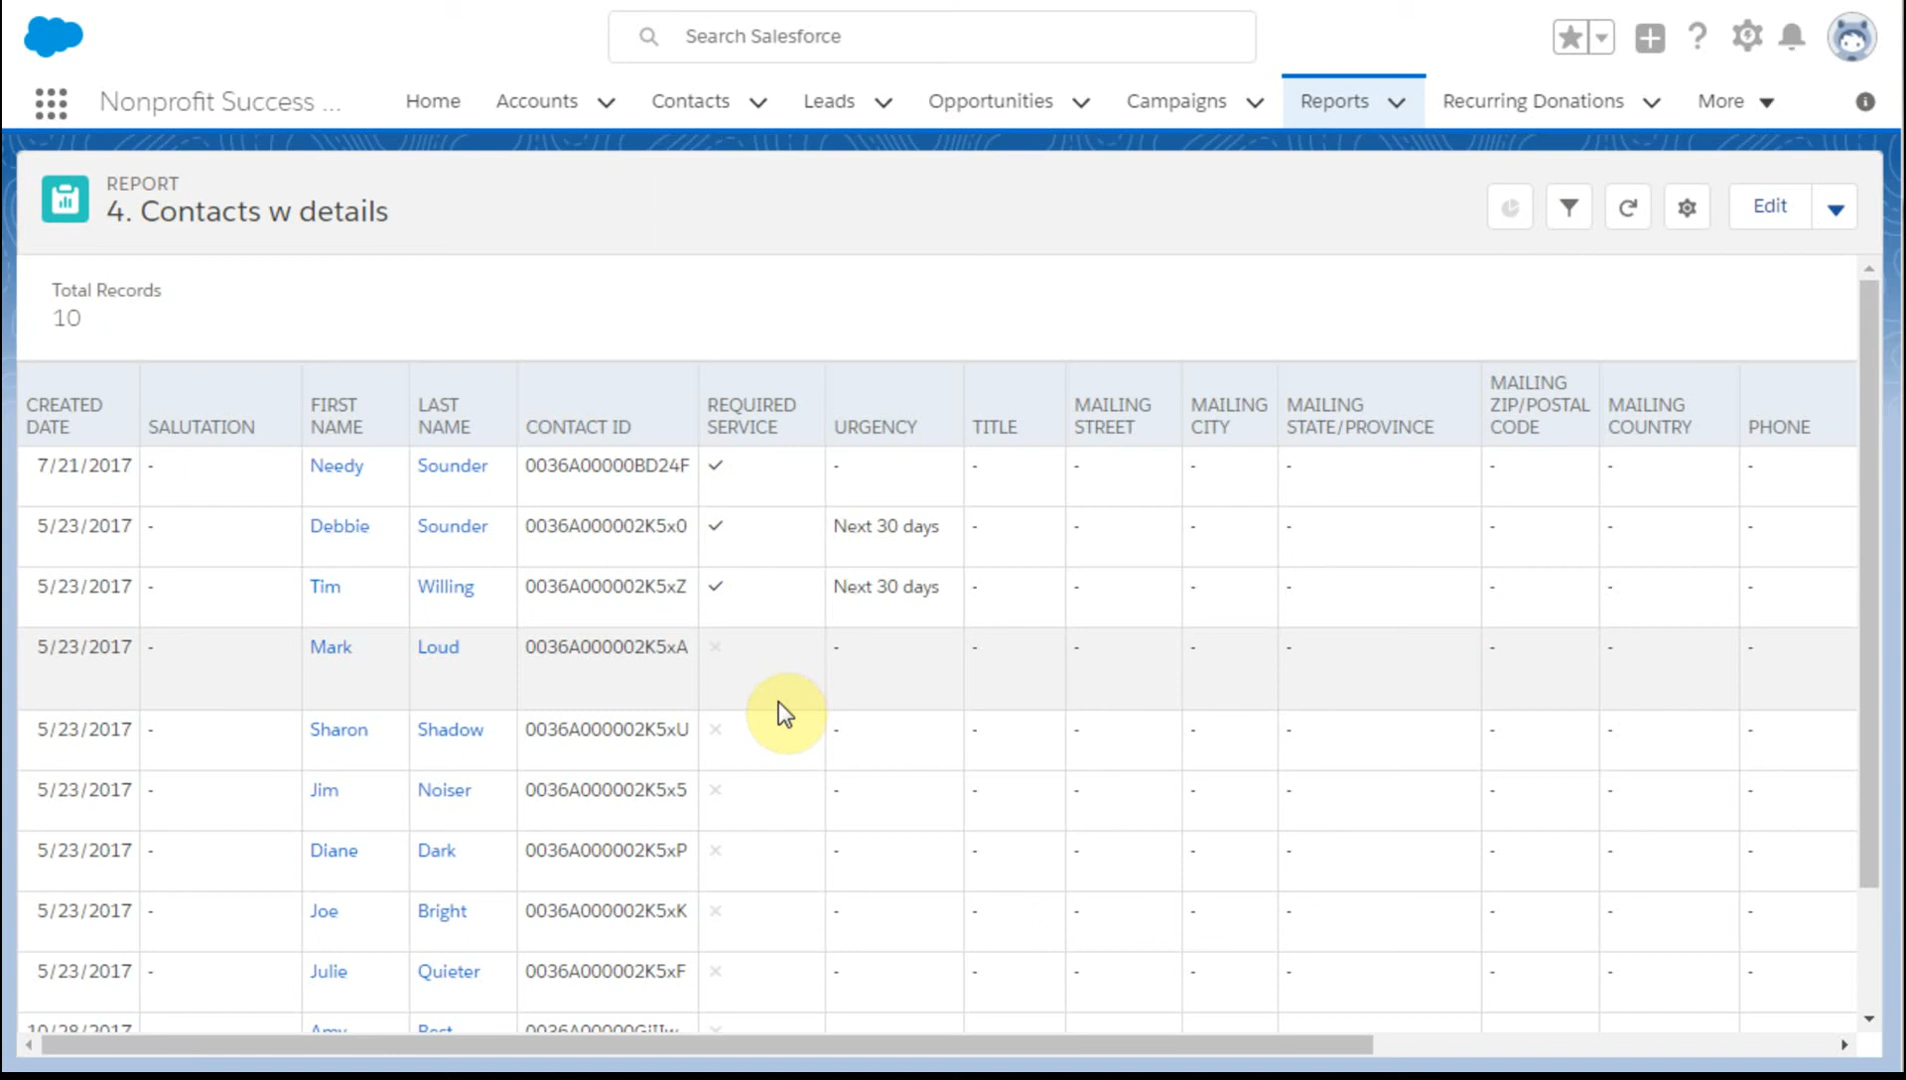 Search Salesforce
Nonprofit Success ... Home Accounts Contacts Leads Opportunities Campaigns Reports Recurring Donations More
REPORT
4. Contacts w details
Edit
Total Records
10
CREATED DATE SALUTATION FIRST NAME LAST NAME CONTACT ID REQUIRED SERVICE URGENCY TITLE MAILING STREET MAILING CITY MAILING STATE/PROVINCE MAILING ZIP/POSTAL CODE MAILING COUNTRY PHONE
7/21/2017 - Needy Sounder 0036A00000BD24F - - - - - - - -
5/23/2017 - Debbie Sounder 0036A000002K5x0 Next 30 days - - - - - - -
5/23/2017 - Tim Willing 0036A000002K5xZ Next 30 days - - - - - - -
5/23/2017 - Mark Loud 0036A000002K5xA - - - - - - - -
5/23/2017 - Sharon Shadow 0036A000002K5xU - - - - - - - -
5/23/2017 - Jim Noiser 0036A000002K5x5 - - - - - - - -
5/23/2017 - Diane Dark 0036A000002K5xP - - - - - - - -
5/23/2017 - Joe Bright 0036A000002K5xK - - - - - - - -
5/23/2017 - Julie Quieter 0036A000002K5xF - - - - - - - -
10/28/2017 Amy